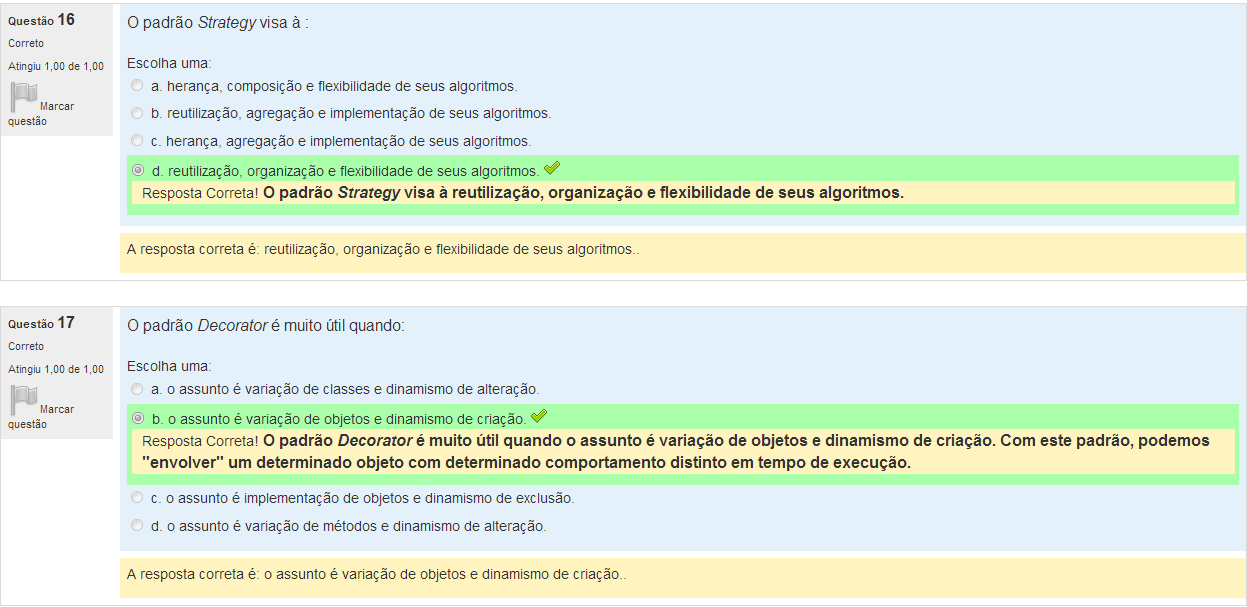 Questão 16
Correto
Atingiu 1,00 de 1,00
Marcar
questão
O padrão Strategy visa à :
Escolha uma:
a. herança, composição e flexibilidade de seus algoritmos.
b. reutilização, agregação e implementação de seus algoritmos.
c. herança, agregação e implementação de seus algoritmos.
d. reutilização, organização e flexibilidade de seus algoritmos.
Resposta Correta! O padrão Strategy visa à reutilização, organização e flexibilidade de seus algoritmos.
A resposta correta é: reutilização, organização e flexibilidade de seus algoritmos..
Questão 17
Correto
Atingiu 1,00 de 1,00
Marcar
questão
O padrão Decorator é muito útil quando:
Escolha uma:
a. o assunto é variação de classes e dinamismo de alteração.
b. o assunto é variação de objetos e dinamismo de criação.
Resposta Correta! O padrão Decorator é muito útil quando o assunto é variação de objetos e dinamismo de criação. Com este padrão, podemos
"envolver" um determinado objeto com determinado comportamento distinto em tempo de execução.
c. o assunto é implementação de objetos e dinamismo de exclusão.
d. o assunto é variação de métodos e dinamismo de alteração.
A resposta correta é: o assunto é variação de objetos e dinamismo de criação..